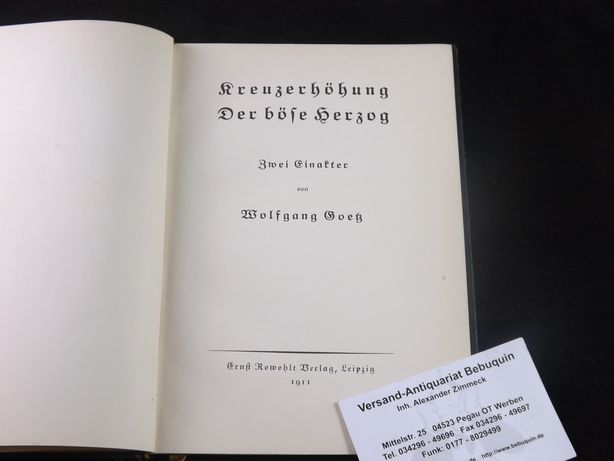 Kreuzerhöhung
Der böſe Herzog
Zwei Einakter
von
Wolfgang Goetz
Ernſt Rowohlt Verlag, Leipzig
1911
Versand-Antiquariat Bebuquin
Inh. Alexander Zimmeck
Mittelstr. 25 04523 Pegau OT Werben
Tel. 034296 - 49696 Fax 034296 - 49697
Funk: 0177 - 8029499
http://www.bebuquin.de